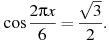 cos 2πx/6 = √3/2.